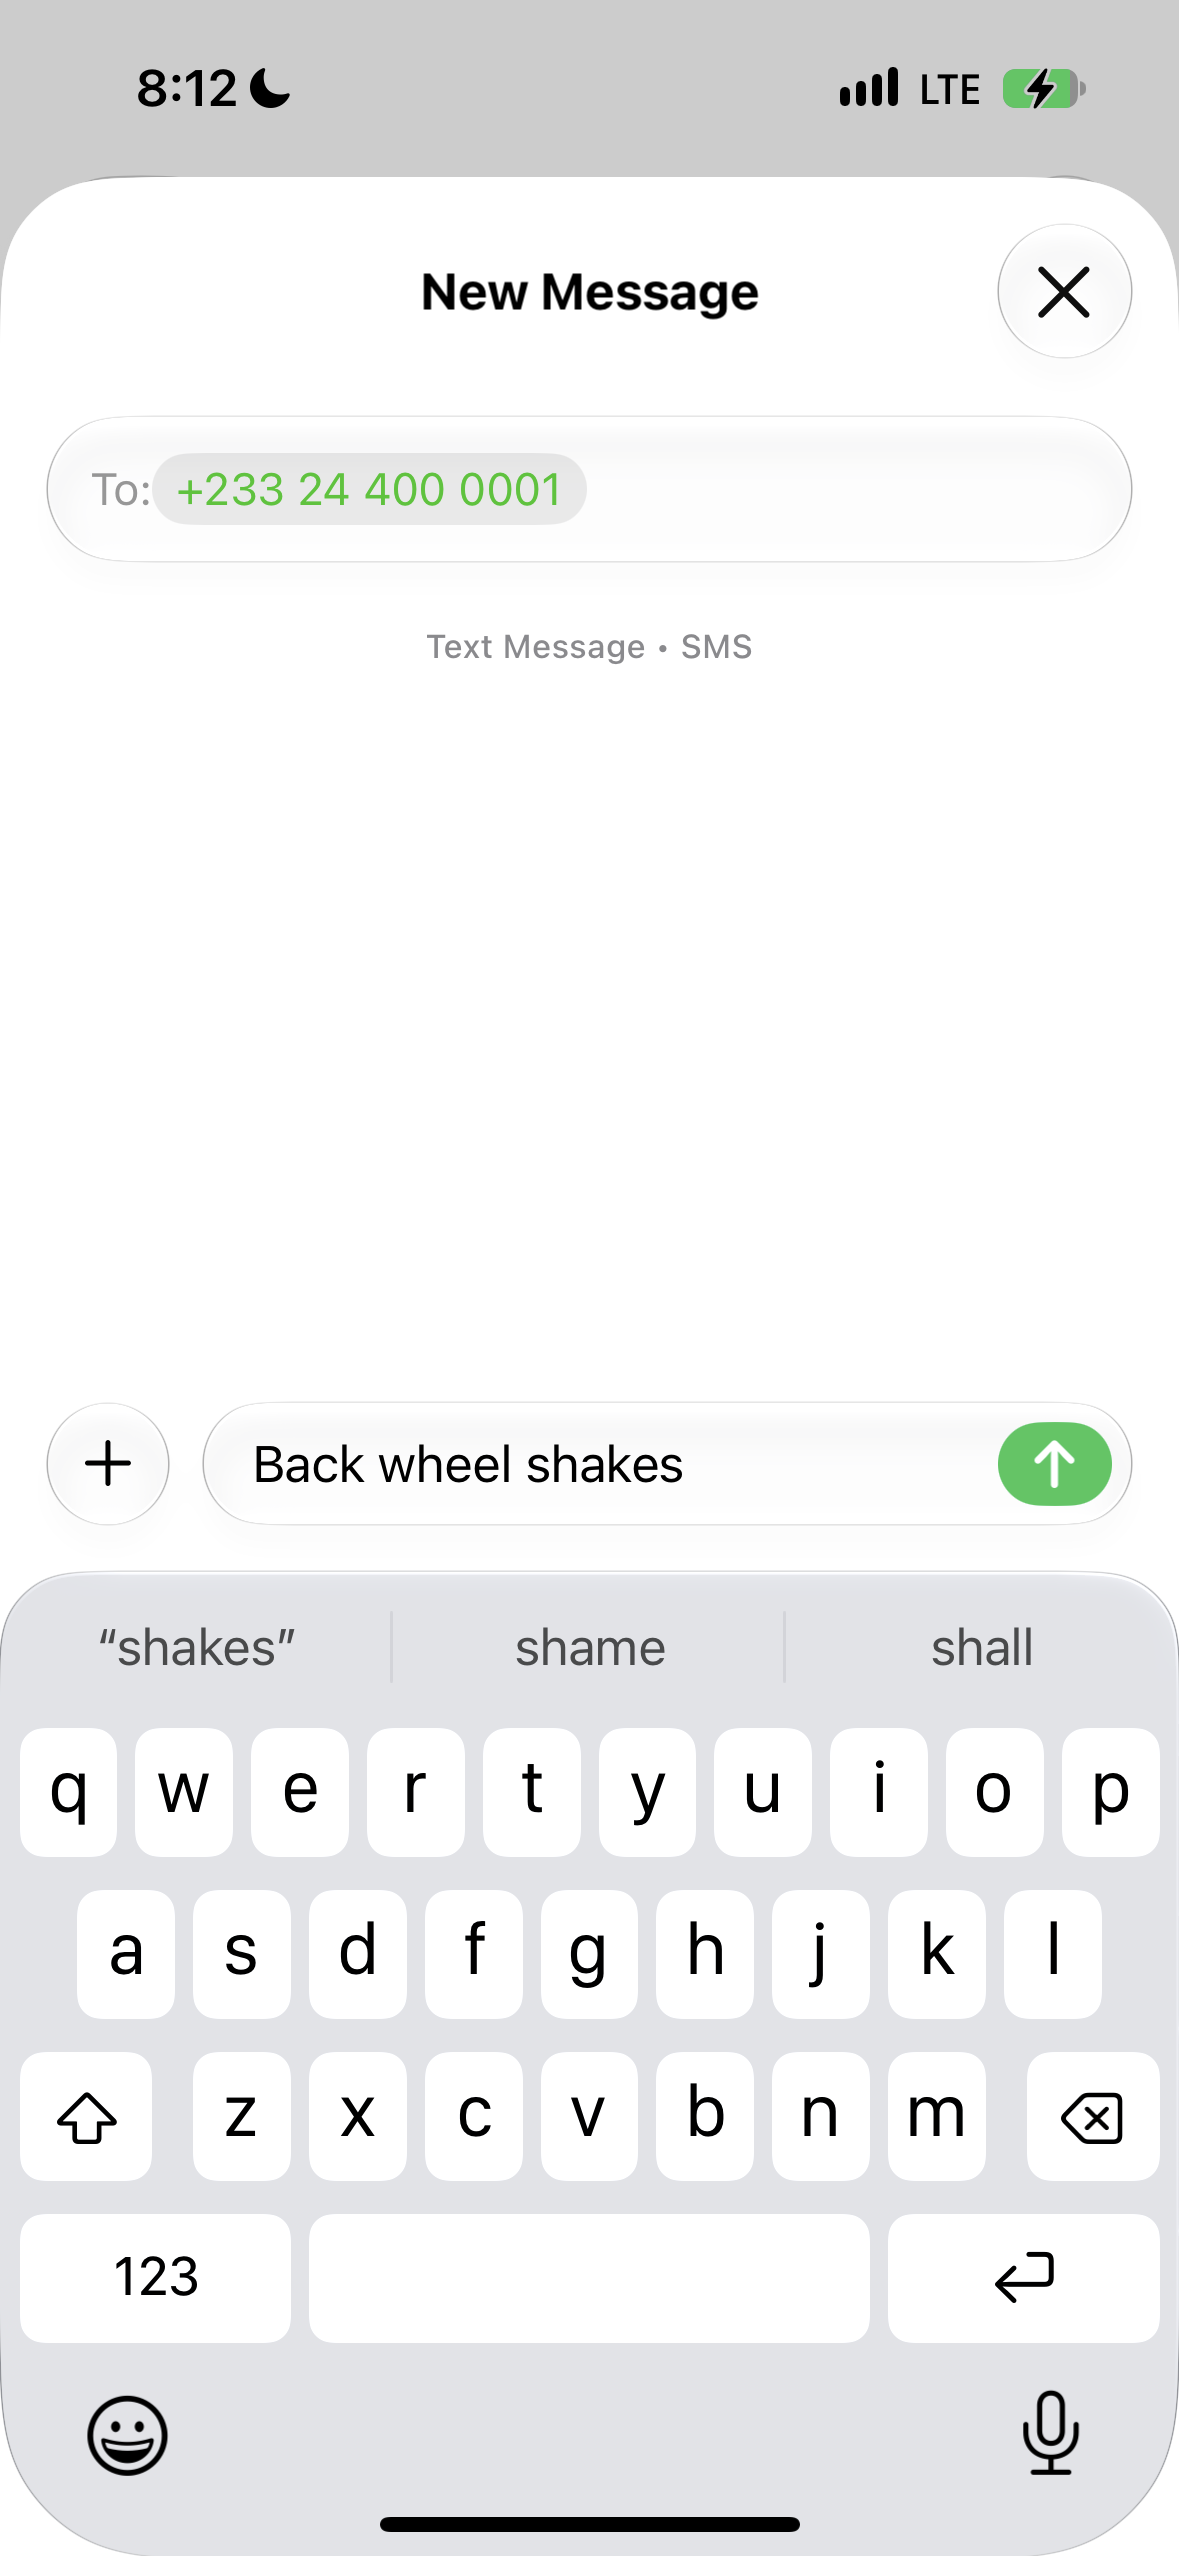 8:12 LTE
New Message
To: +233 24 400 0001
Text Message • SMS
Back wheel shakes
“shakes” shame shall
q w e r t y u i o p
a s d f g h j k l
z x c v b n m
123